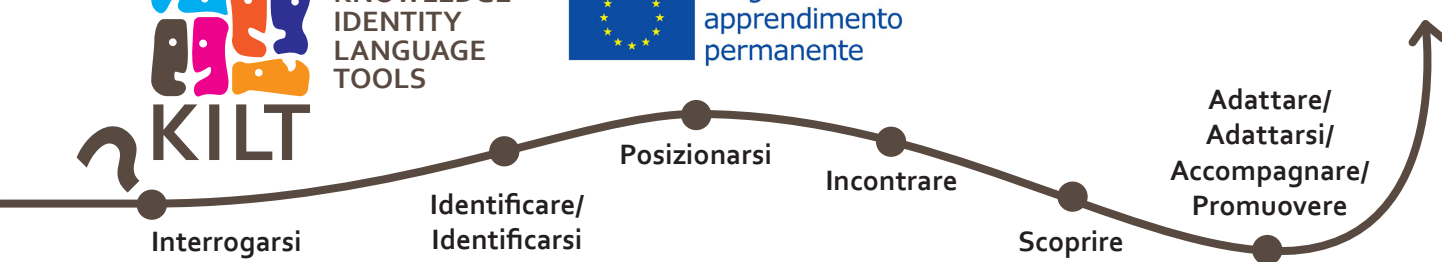 IDENTITY
LANGUAGE
TOOLS
KILT
apprendimento
permanente
?
Interrogarsi
Identificare/
Identificarsi
Posizionarsi
Incontrare
Scoprire
Adattare/
Adattarsi/
Accompagnare/
Promuovere